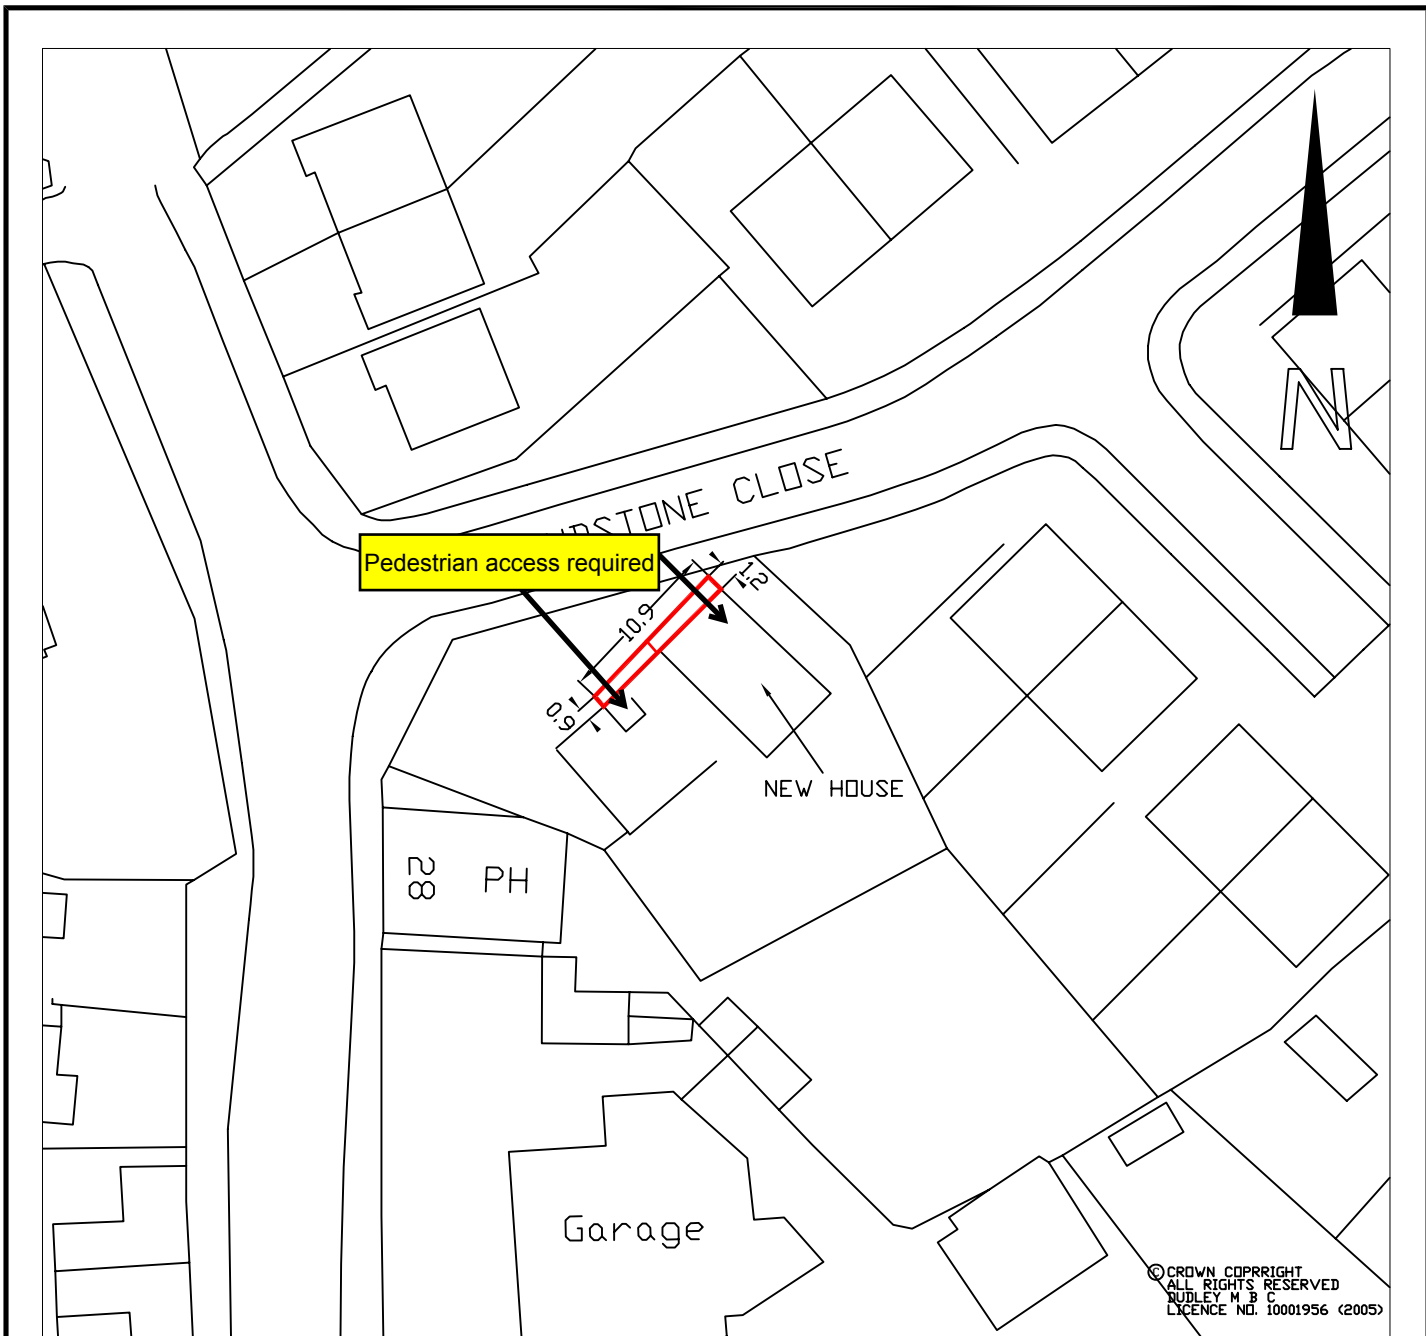 CLOSE
Pedestrian access required
1.2
10.9
0.9
NEW HOUSE
28 PH
N
Garage
© CROWN COPRRIGHT
ALL RIGHTS RESERVED
DUDLEY M B C
LICENCE NO. 10001956 (2005)